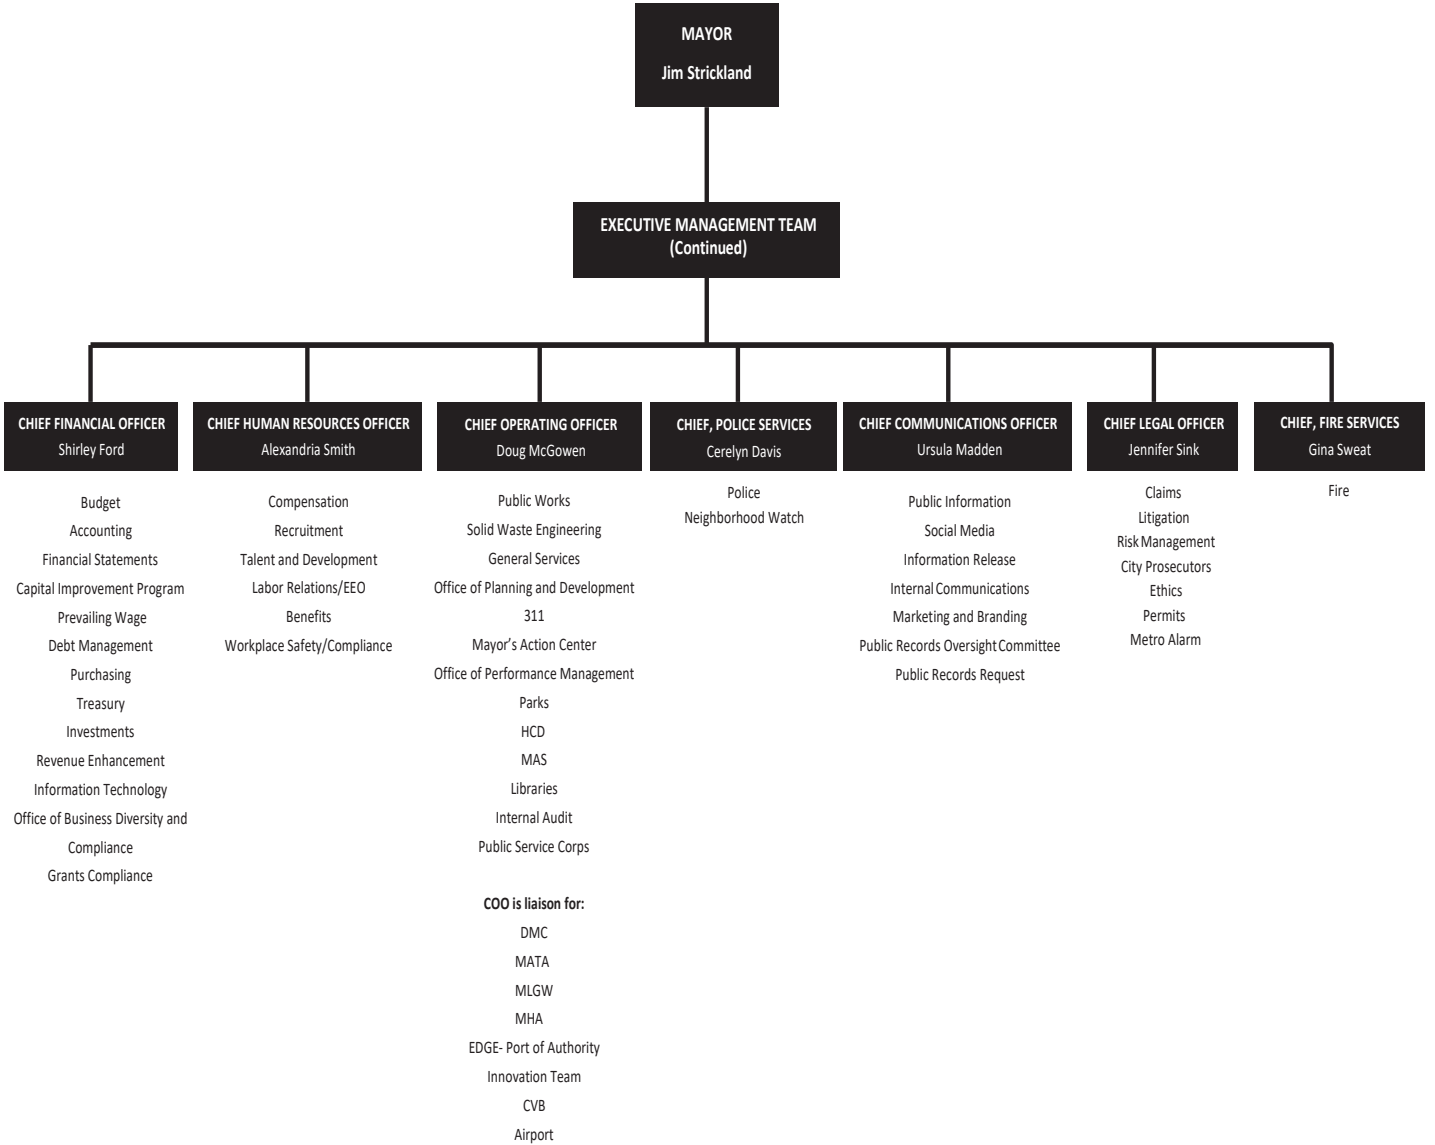 MAYOR
Jim Strickland
EXECUTIVE MANAGEMENT TEAM
(Continued)
CHIEF FINANCIAL OFFICER
Shirley Ford
Budget
Accounting
Financial Statements
Capital Improvement Program
Prevailing Wage
Debt Management
Purchasing
Treasury
Investments
Revenue Enhancement
Information Technology
Office of Business Diversity and
Compliance
Grants Compliance
CHIEF HUMAN RESOURCES OFFICER
Alexandria Smith
Compensation
Recruitment
Talent and Development
Labor Relations/EEO
Benefits
Workplace Safety/Compliance
CHIEF OPERATING OFFICER
Doug McGowen
Public Works
Solid Waste Engineering
General Services
Office of Planning and Development
311
Mayor’s Action Center
Office of Performance Management
Parks
HCD
MAS
Libraries
Internal Audit
Public Service Corps
COO is liaison for:
DMC
MATA
MLGW
MHA
EDGE- Port of Authority
Innovation Team
CVB
Airport
CHIEF, POLICE SERVICES
Cerelyn Davis
Police
Neighborhood Watch
CHIEF COMMUNICATIONS OFFICER
Ursula Madden
Public Information
Social Media
Information Release
Internal Communications
Marketing and Branding
Public Records Oversight Committee
Public Records Request
CHIEF LEGAL OFFICER
Jennifer Sink
Claims
Litigation
Risk Management
City Prosecutors
Ethics
Permits
Metro Alarm
CHIEF, FIRE SERVICES
Gina Sweat
Fire